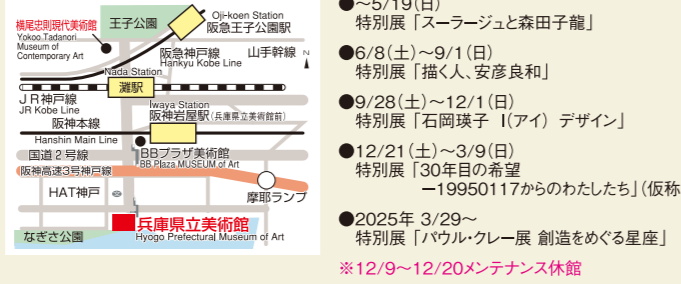 横尾忠則現代美術館
Yokoo Tadanori
Museum of
Contemporary Art
王子公園
Oji-koen Station
阪急王子公園駅
阪急神戸線
Hankyu Kobe Line
山手幹線
N
Nada Station
灘駅
JR神戸線
JR Kobe Line
Iwaya Station
阪神岩屋駅(兵庫県立美術館前)
阪神本線
Hanshin Main Line
国道2号線
BBプラザ美術館
BB Plaza MUSEUM of Art
阪神高速3号神戸線
HAT神戸
摩耶ランプ
兵庫県立美術館
Hyogo Prefectural Museum of Art
なぎさ公園
●~5/19(日)
特別展「スーラージュと森田子龍」
●6/8(土)~9/1(日)
特別展「描く人、安彦良和」
●9/28(土)~12/1(日)
特別展「石岡瑛子 I(アイ) デザイン」
●12/21(土)~3/9(日)
特別展「30年目の希望
ー19950117からのわたしたち」(仮称
●2025年 3/29~
特別展「パウル・クレー展 創造をめぐる星座」
※12/9~12/20メンテナンス休館